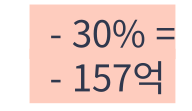 - 30% =
- 157억